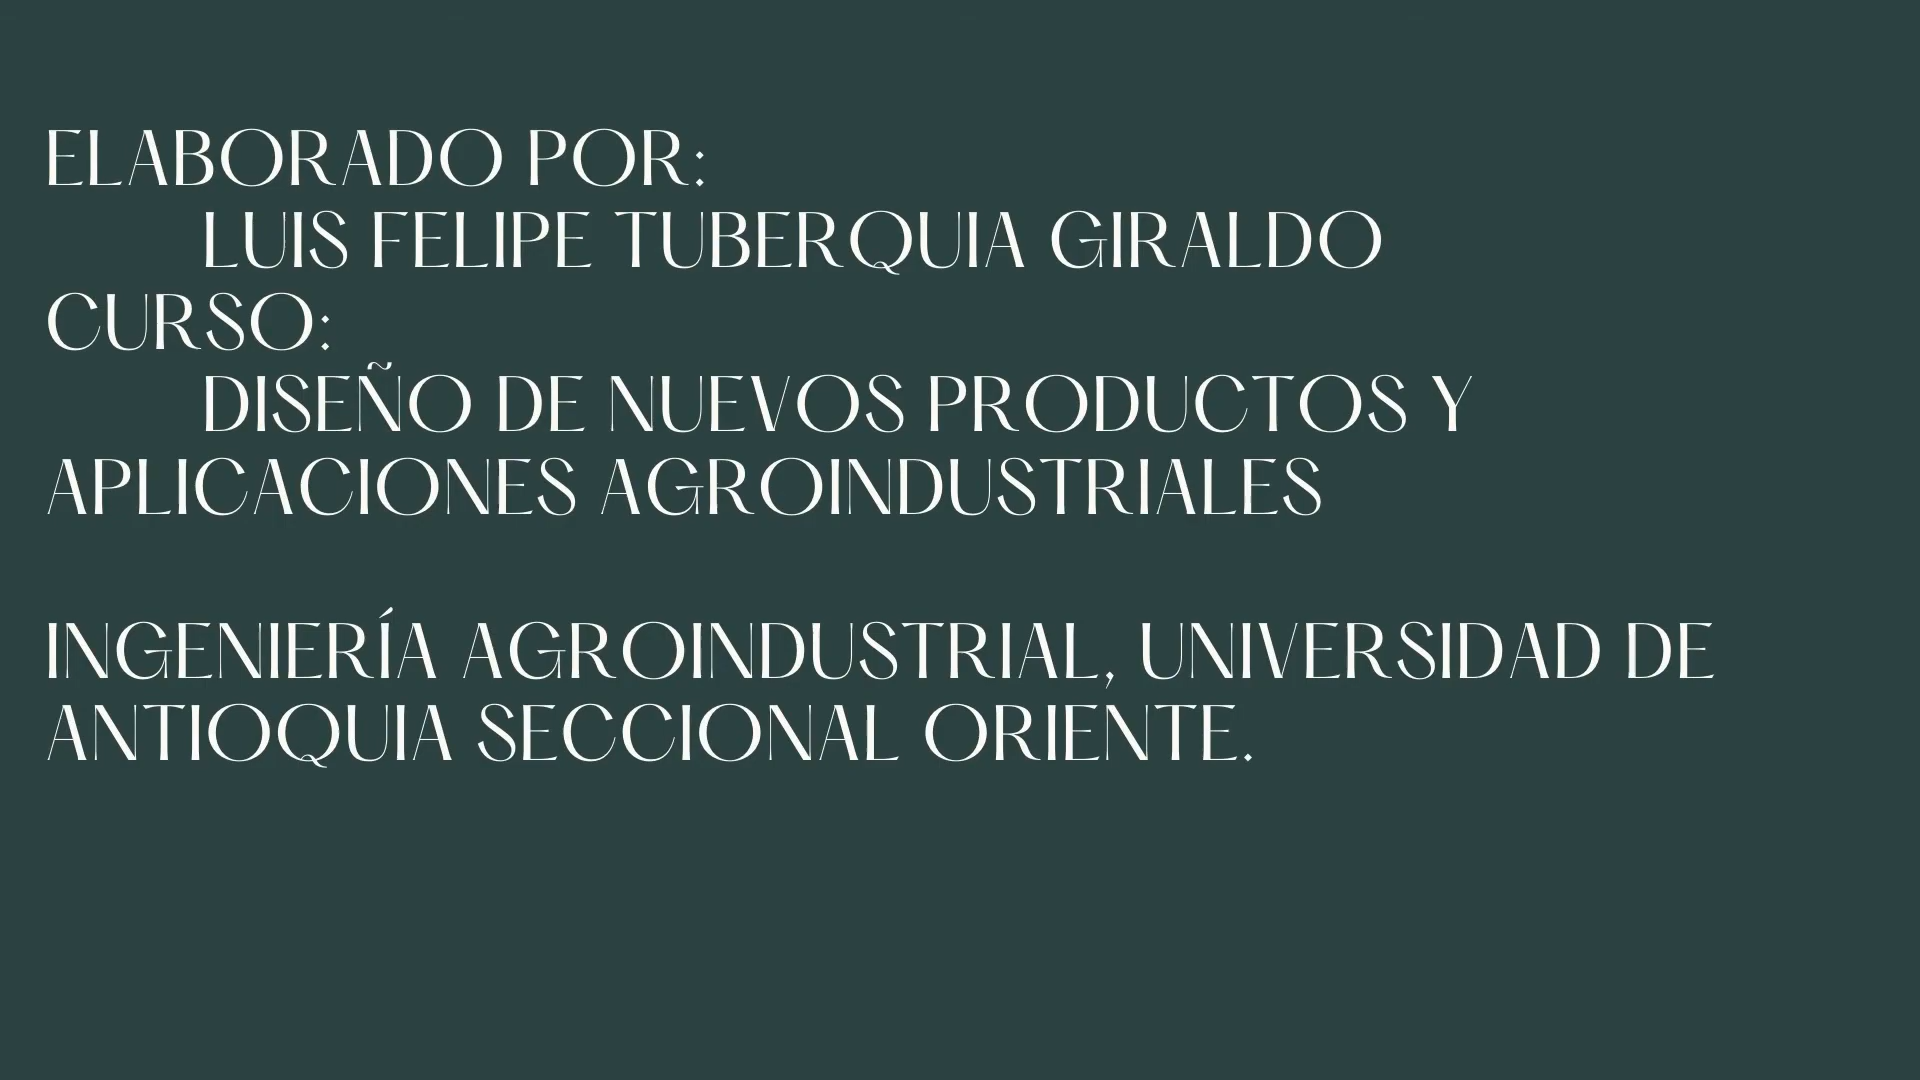 ELABORADO POR:
LUIS FELIPE TUBERQUIA GIRALDO
CURSO:
DISEÑO DE NUEVOS PRODUCTOS Y
APLICACIONES AGROINDUSTRIALES
INGENIERÍA AGROINDUSTRIAL, UNIVERSIDAD DE
ANTIOQUIA SECCIONAL ORIENTE.